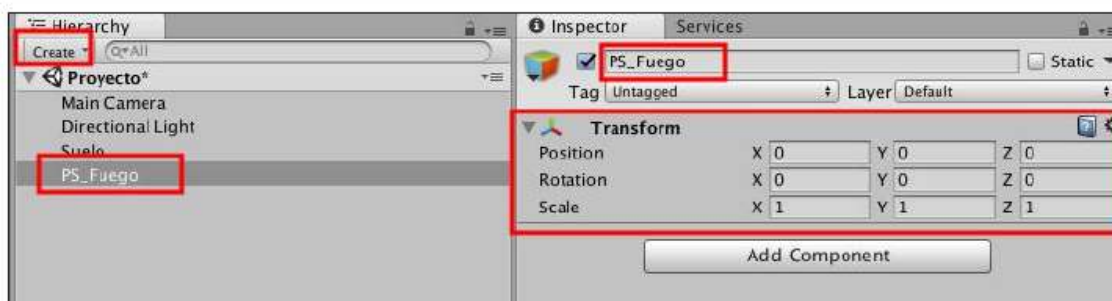 Hierarchy
Create
All
Proyecto*
Main Camera
Directional Light
Suelo
PS_Fuego
Inspector Services
PS_Fuego Static
Tag Untagged Layer Default
Transform
Position X 0 Y 0 Z 0
Rotation X 0 Y 0 Z 0
Scale X 1 Y 1 Z 1
Add Component